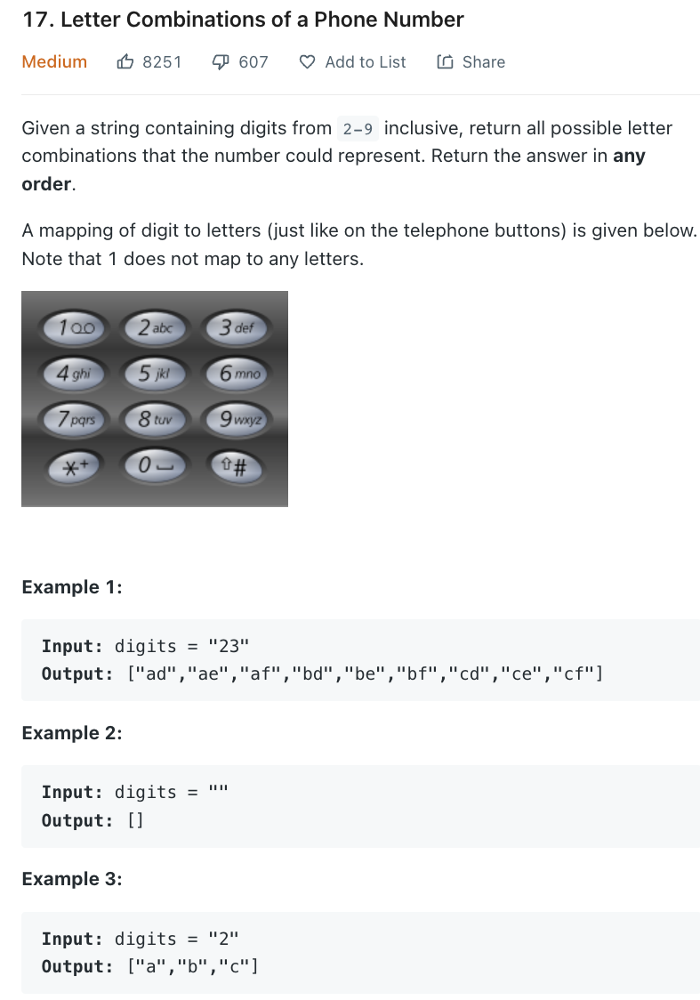 17. Letter Combinations of a Phone Number
Medium 8251 607 Add to List Share
Given a string containing digits from 2-9 inclusive, return all possible letter
combinations that the number could represent. Return the answer in any
order.
A mapping of digit to letters (just like on the telephone buttons) is given below.
Note that 1 does not map to any letters.
1 2 abc 3 def
4 ghi 5 jkl 6 mno
7 pqrs 8 tuv 9 wxyz
*+ 0 #
Example 1:
Input: digits = "23"
Output: ["ad","ae","af","bd","be","bf","cd","ce","cf"]
Example 2:
Input: digits = ""
Output: []
Example 3:
Input: digits = "2"
Output: ["a","b","c"]